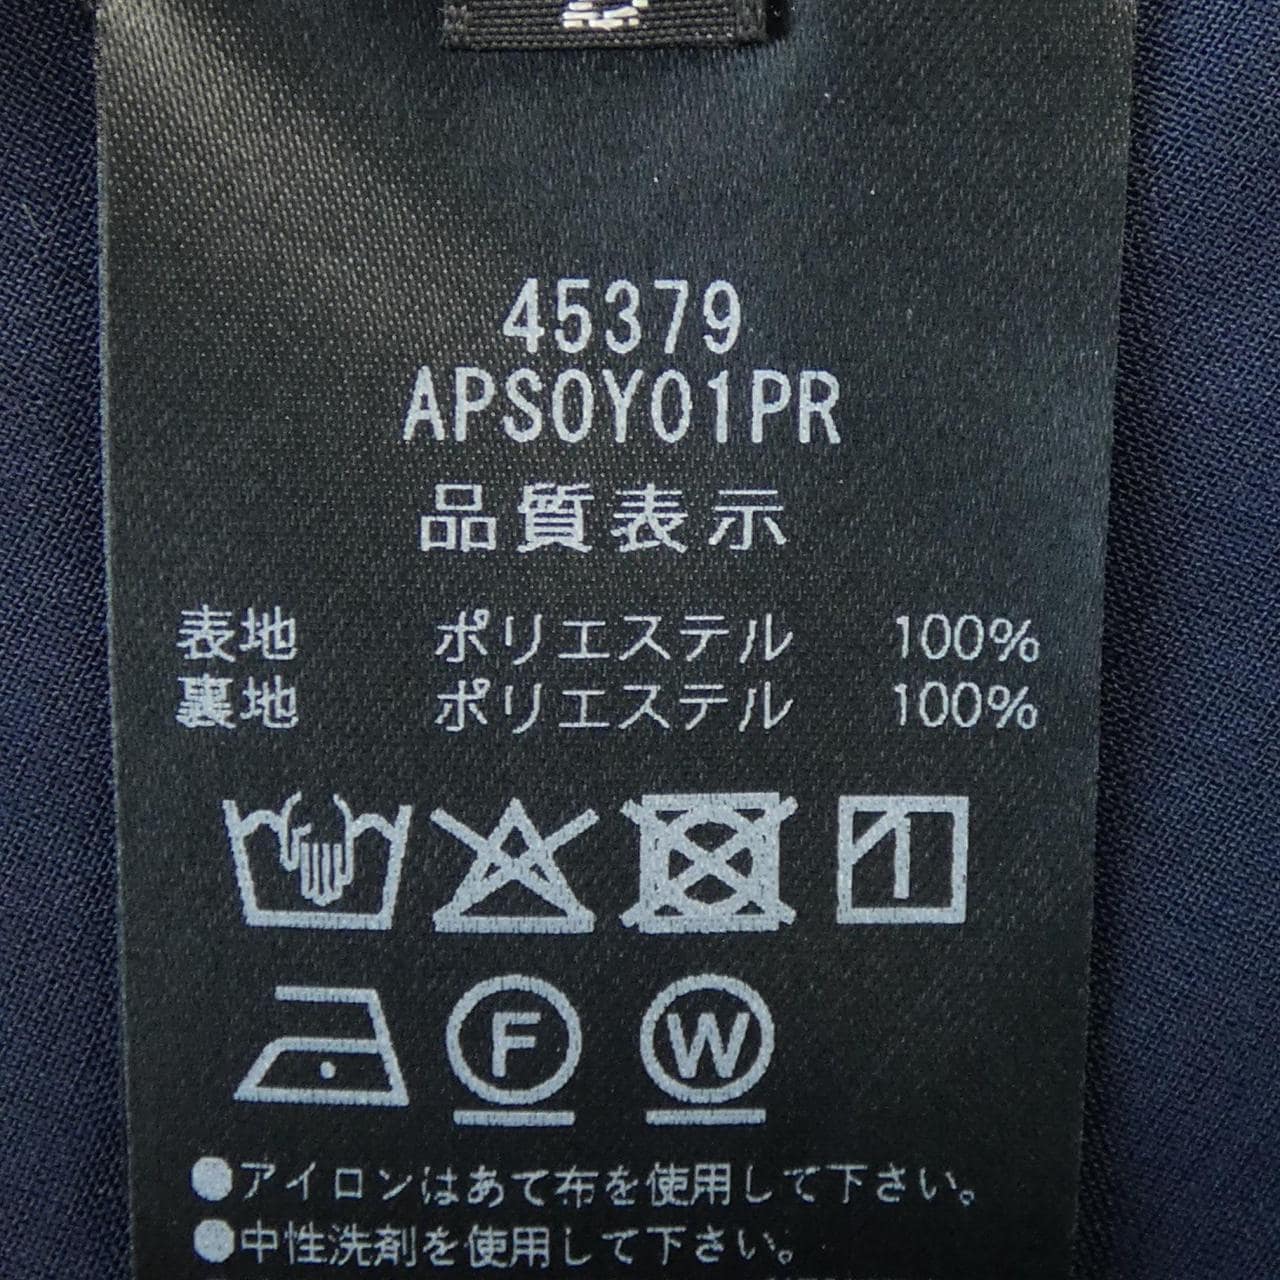 45379
APS0Y01PR
品質表示
表地 ポリエステル 100%
裏地 ポリエステル 100%
F W
●アイロンはあて布を使用して下さい。
●中性洗剤を使用して下さい。